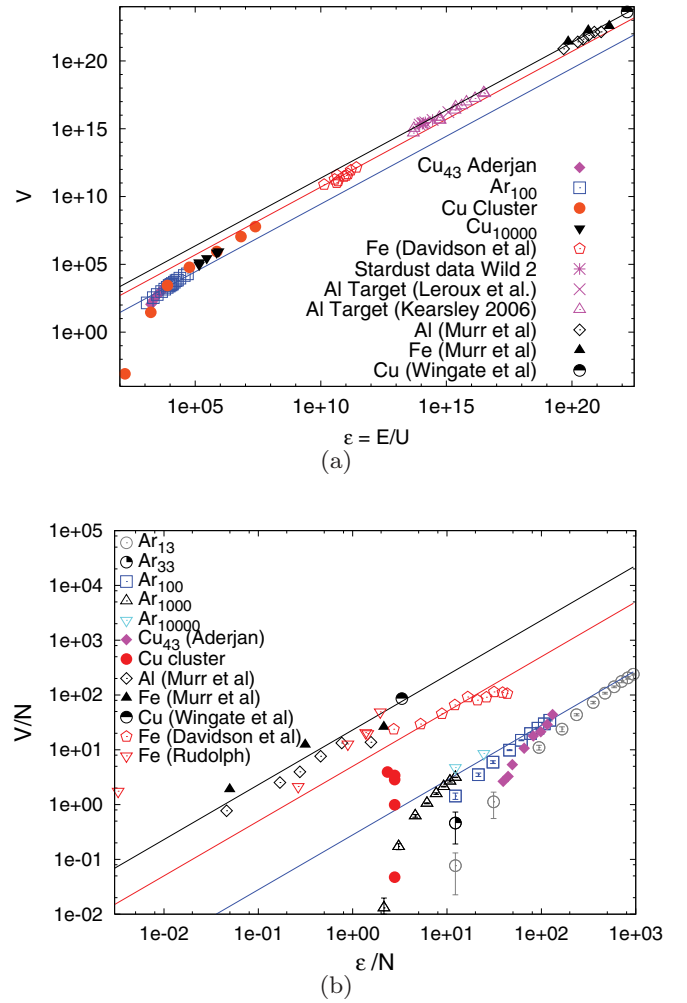 1e+20
1e+15
1e+10
1e+05
1e+00
V
Cu43 Aderjan
Ar100
Cu Cluster
Cu10000
Fe (Davidson et al)
Stardust data Wild 2
Al Target (Leroux et al.)
Al Target (Kearsley 2006)
Al (Murr et al)
Fe (Murr et al)
Cu (Wingate et al)
1e+05 1e+10 1e+15 1e+20
ε = E/U
(a)
1e+05
1e+04
1e+03
1e+02
1e+01
1e+00
1e-01
1e-02
V/N
Ar13
Ar33
Ar100
Ar1000
Ar10000
Cu43 (Aderjan)
Cu cluster
Al (Murr et al)
Fe (Murr et al)
Cu (Wingate et al)
Fe (Davidson et al)
Fe (Rudolph)
1e-02 1e-01 1e+00 1e+01 1e+02 1e+03
ε/N
(b)